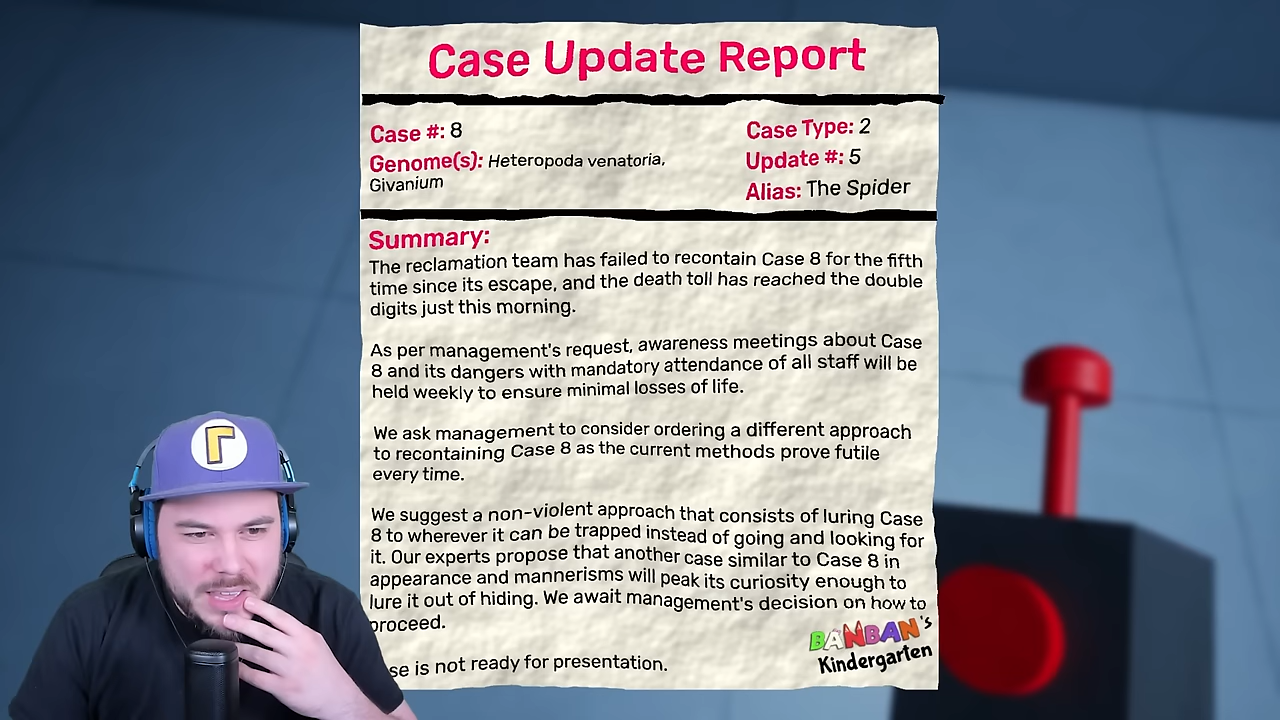 Case Update Report
Case #: 8
Genome(s): Heteropoda venatoria,
Givanium
Case Type: 2
Update #: 5
Alias: The Spider
Summary:
The reclamation team has failed to recontain Case 8 for the fifth
time since its escape, and the death toll has reached the double
digits just this morning.
As per management's request, awareness meetings about Case
8 and its dangers with mandatory attendance of all staff will be
held weekly to ensure minimal losses of life.
We ask management to consider ordering a different approach
to recontaining Case 8 as the current methods prove futile
every time.
We suggest a non-violent approach that consists of luring Case
8 to wherever it can be trapped instead of going and looking for
it. Our experts propose that another case similar to Case 8 in
appearance and mannerisms will peak its curiosity enough to
lure it out of hiding. We await management's decision on how to
proceed.
se is not ready for presentation.
BANBAN's
Kindergarten